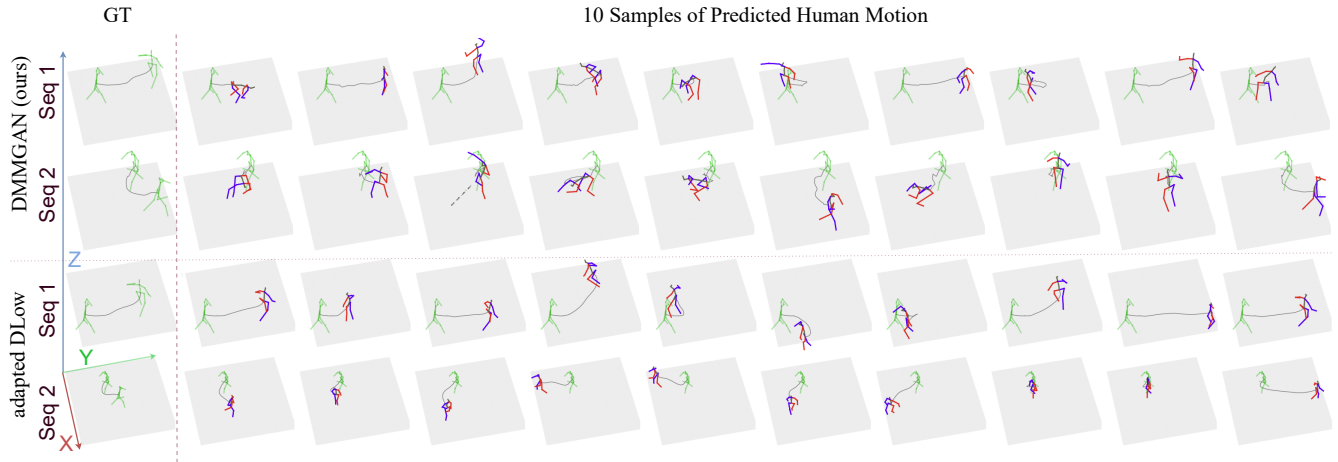 GT
10 Samples of Predicted Human Motion
DMMGAN (ours)
Seq 1
Seq 2
Z
adapted DLow
Seq 1
Y
Seq 2
X